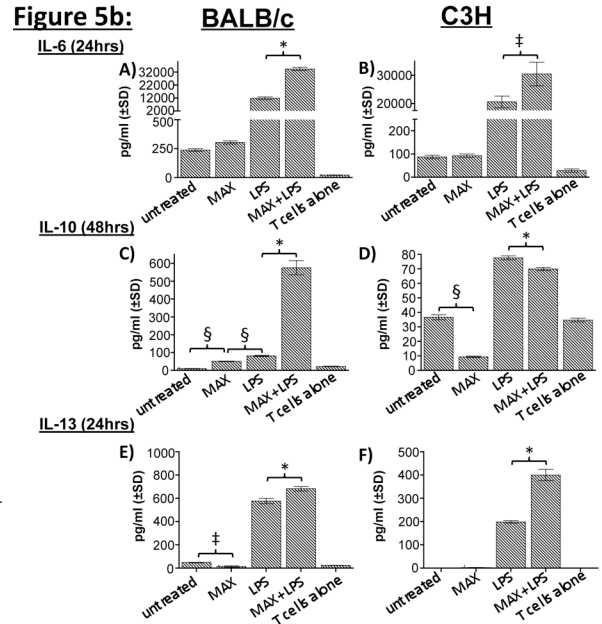 Figure 5b:
BALB/c
C3H
IL-6 (24hrs)
A)
pg/ml (±SD)
32000
22000
12000
2000
500
250
0
*
untreated
MAX
LPS
MAX+LPS
T cells alone
B)
pg/ml (±SD)
30000
20000
200
100
0
‡
untreated
MAX
LPS
MAX+LPS
T cells alone
IL-10 (48hrs)
C)
pg/ml (±SD)
600
500
400
300
200
100
0
§
§
*
untreated
MAX
LPS
MAX+LPS
T cells alone
D)
pg/ml (±SD)
80
70
60
50
40
30
20
10
0
§
*
untreated
MAX
LPS
MAX+LPS
T cells alone
IL-13 (24hrs)
E)
pg/ml (±SD)
1000
800
600
400
200
0
‡
*
untreated
MAX
LPS
MAX+LPS
T cells alone
F)
pg/ml (±SD)
500
400
300
200
100
0
*
untreated
MAX
LPS
MAX+LPS
T cells alone